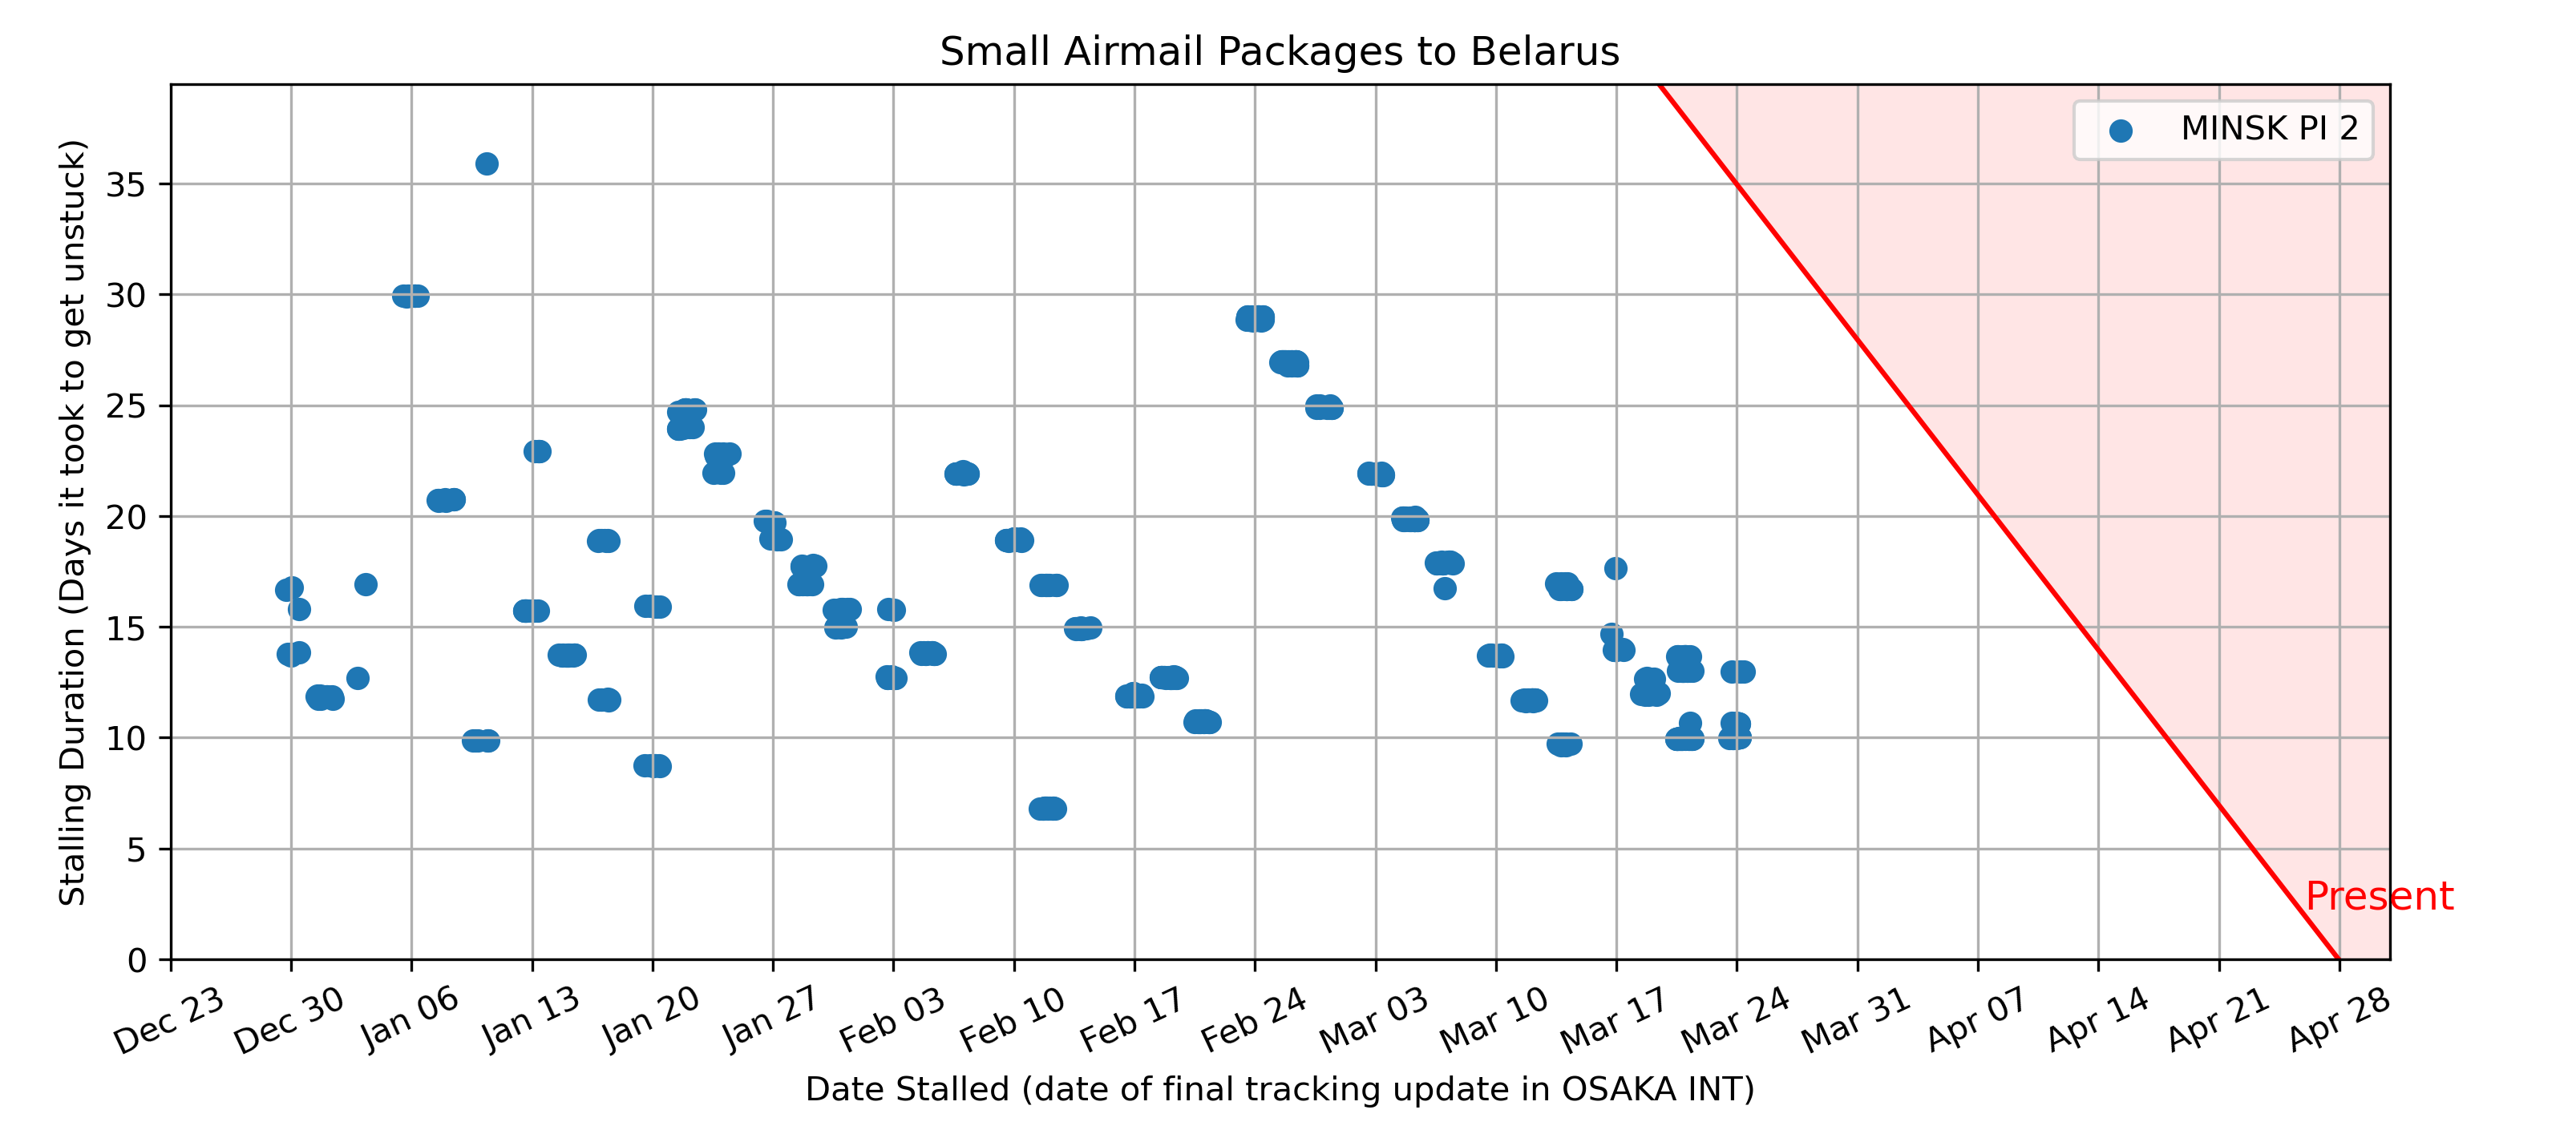 Small Airmail Packages to Belarus
MINSK PI 2
Present
Stalling Duration (Days it took to get unstuck)
35
30
25
20
15
10
5
0
Dec 23
Dec 30
Jan 06
Jan 13
Jan 20
Jan 27
Feb 03
Feb 10
Feb 17
Feb 24
Mar 03
Mar 10
Mar 17
Mar 24
Mar 31
Apr 07
Apr 14
Apr 21
Apr 28
Date Stalled (date of final tracking update in OSAKA INT)